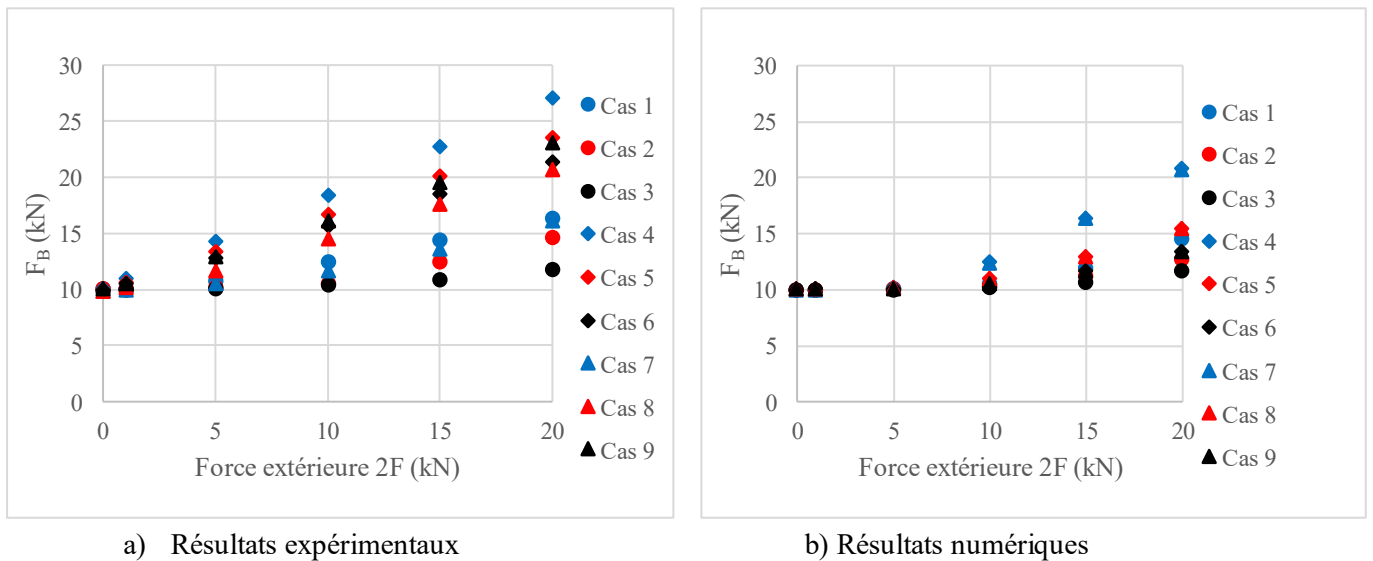 30
25
20
15
10
5
0
F_B (kN)
0 5 10 15 20
Force extérieure 2F (kN)
Cas 1
Cas 2
Cas 3
Cas 4
Cas 5
Cas 6
Cas 7
Cas 8
Cas 9
30
25
20
15
10
5
0
F_B (kN)
0 5 10 15 20
Force extérieure 2F (kN)
Cas 1
Cas 2
Cas 3
Cas 4
Cas 5
Cas 6
Cas 7
Cas 8
Cas 9
a) Résultats expérimentaux
b) Résultats numériques